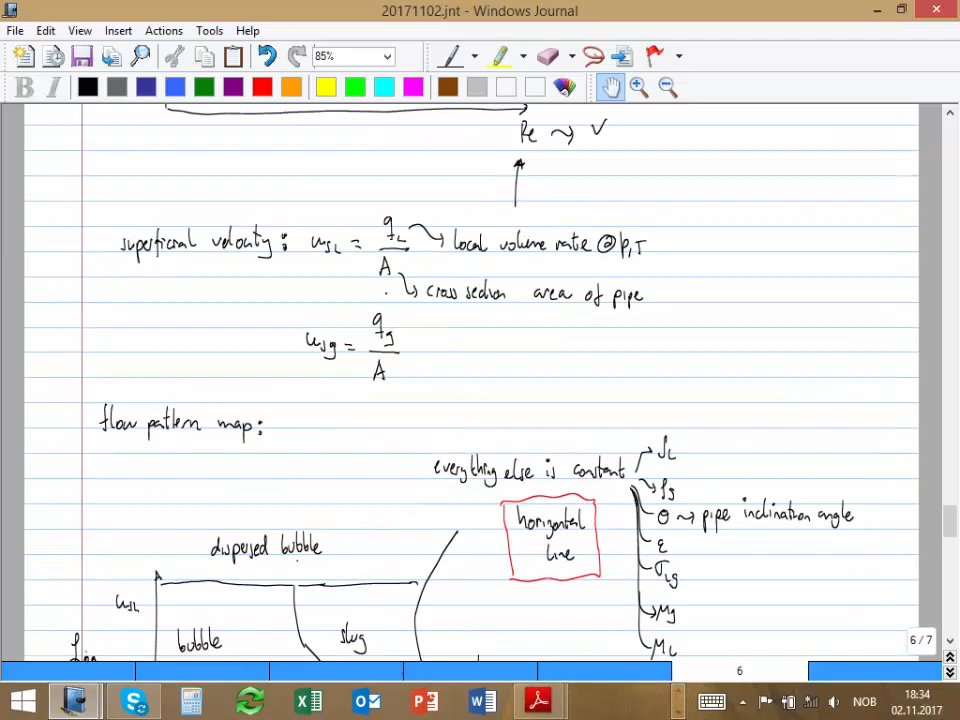 20171102.jnt - Windows Journal
File Edit View Insert Actions Tools Help
85%
B I
Re ~> V
superficial velocity: usL = qL / A
local volume rate @ p,T
cross section area of pipe
usg = qg / A
flow pattern map:
everything else is constant
ρL
ρg
θ ~> pipe inclination angle
ε
σLg
μg
μL
horizontal
line
dispersed bubble
usL
bubble
slug
6 / 7
6
NOB
18:34
02.11.2017